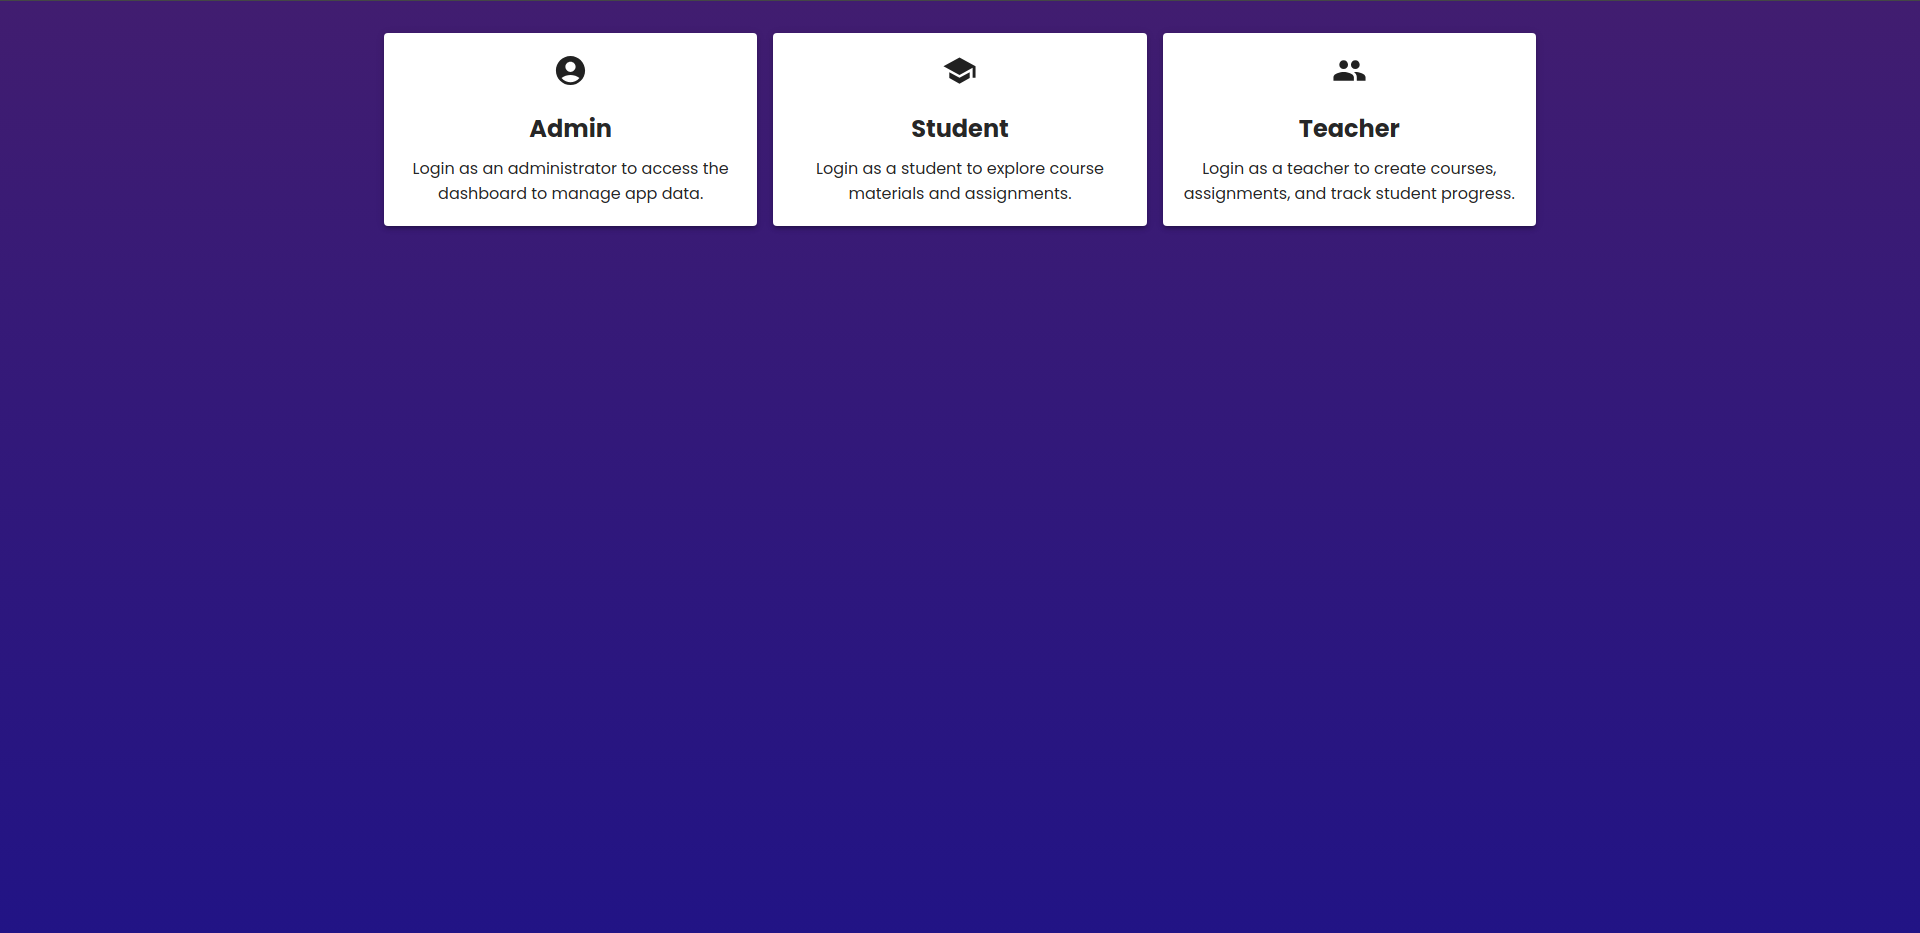 Admin
Login as an administrator to access the
dashboard to manage app data.
Student
Login as a student to explore course
materials and assignments.
Teacher
Login as a teacher to create courses,
assignments, and track student progress.